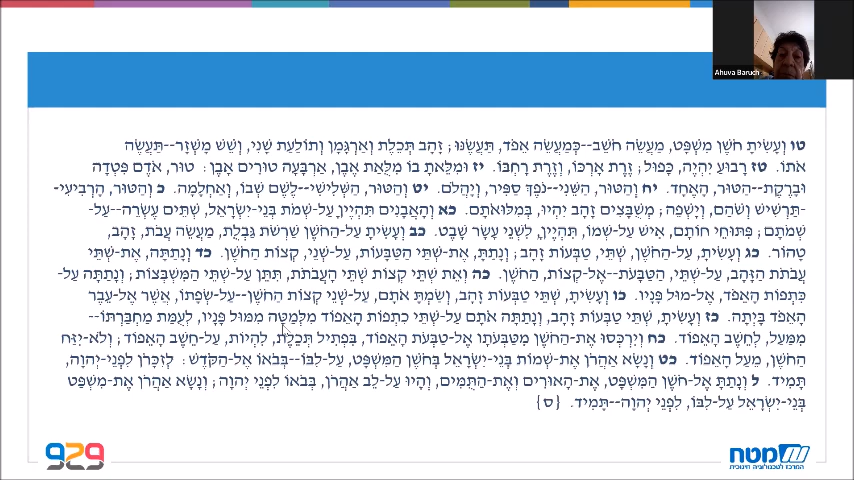 Ahuva Baruch
טו וְעָשִׂיתָ חֹשֶׁן מִשְׁפָּט, מַעֲשֵׂה חֹשֵׁב--כְּמַעֲשֵׂה אֵפֹד, תַּעֲשֶׂנּוּ; זָהָב תְּכֵלֶת וְאַרְגָּמָן וְתוֹלַעַת שָׁנִי, וְשֵׁשׁ מָשְׁזָר--תַּעֲשֶׂה
אֹתוֹ. טז רָבוּעַ יִהְיֶה, כָּפוּל; זֶרֶת אָרְכּוֹ, וְזֶרֶת רָחְבּוֹ. יז וּמִלֵּאתָ בוֹ מִלֻּאַת אֶבֶן, אַרְבָּעָה טוּרִים אָבֶן: טוּר, אֹדֶם פִּטְדָה
וּבָרֶקֶת--הַטּוּר, הָאֶחָד. יח וְהַטּוּר, הַשֵּׁנִי--נֹפֶךְ סַפִּיר, וְיָהֲלֹם. יט וְהַטּוּר, הַשְּׁלִישִׁי--לֶשֶׁם שְׁבוֹ, וְאַחְלָמָה. כ וְהַטּוּר, הָרְבִיעִי-
-תַּרְשִׁישׁ וְשֹׁהַם, וְיָשְׁפֵה; מְשֻׁבָּצִים זָהָב יִהְיוּ, בְּמִלּוּאֹתָם. כא וְהָאֲבָנִים תִּהְיֶיןָ עַל-שְׁמֹת בְּנֵי-יִשְׂרָאֵל, שְׁתֵּים עֶשְׂרֵה--עַל-
שְׁמֹתָם; פִּתּוּחֵי חוֹתָם, אִישׁ עַל-שְׁמוֹ, תִּהְיֶיןָ, לִשְׁנֵי עָשָׂר שָׁבֶט. כב וְעָשִׂיתָ עַל-הַחֹשֶׁן שַׁרְשֹׁת גַּבְלֻת, מַעֲשֵׂה עֲבֹת, זָהָב,
טָהוֹר. כג וְעָשִׂיתָ, עַל-הַחֹשֶׁן, שְׁתֵּי, טַבְּעוֹת זָהָב; וְנָתַתָּ, אֶת-שְׁתֵּי הַטַּבָּעוֹת, עַל-שְׁנֵי, קְצוֹת הַחֹשֶׁן. כד וְנָתַתָּה, אֶת-שְׁתֵּי
עֲבֹתֹת הַזָּהָב, עַל-שְׁתֵּי, הַטַּבָּעֹת--אֶל-קְצוֹת, הַחֹשֶׁן. כה וְאֵת שְׁתֵּי קְצוֹת שְׁתֵּי הָעֲבֹתֹת, תִּתֵּן עַל-שְׁתֵּי הַמִּשְׁבְּצוֹת; וְנָתַתָּה עַל-
כִּתְפוֹת הָאֵפֹד, אֶל-מוּל פָּנָיו. כו וְעָשִׂיתָ, שְׁתֵּי טַבְּעוֹת זָהָב, וְשַׂמְתָּ אֹתָם, עַל-שְׁנֵי קְצוֹת הַחֹשֶׁן--עַל-שְׂפָתוֹ, אֲשֶׁר אֶל-עֵבֶר
הָאֵפֹד בָּיְתָה. כז וְעָשִׂיתָ, שְׁתֵּי טַבְּעוֹת זָהָב, וְנָתַתָּה אֹתָם עַל-שְׁתֵּי כִתְפוֹת הָאֵפוֹד מִלְּמַטָּה מִמּוּל פָּנָיו, לְעֻמַּת מַחְבַּרְתּוֹ--
מִמַּעַל, לְחֵשֶׁב הָאֵפוֹד. כח וְיִרְכְּסוּ אֶת-הַחֹשֶׁן מִטַּבְּעֹתָו אֶל-טַבְּעֹת הָאֵפוֹד, בִּפְתִיל תְּכֵלֶת, לִהְיוֹת, עַל-חֵשֶׁב הָאֵפוֹד; וְלֹא-יִזַּח
הַחֹשֶׁן, מֵעַל הָאֵפוֹד. כט וְנָשָׂא אַהֲרֹן אֶת-שְׁמוֹת בְּנֵי-יִשְׂרָאֵל בְּחֹשֶׁן הַמִּשְׁפָּט, עַל-לִבּוֹ--בְּבֹאוֹ אֶל-הַקֹּדֶשׁ: לְזִכָּרֹן לִפְנֵי-יְהוָה,
תָּמִיד. ל וְנָתַתָּ אֶל-חֹשֶׁן הַמִּשְׁפָּט, אֶת-הָאוּרִים וְאֶת-הַתֻּמִּים, וְהָיוּ עַל-לֵב אַהֲרֹן, בְּבֹאוֹ לִפְנֵי יְהוָה; וְנָשָׂא אַהֲרֹן אֶת-מִשְׁפַּט
בְּנֵי-יִשְׂרָאֵל עַל-לִבּוֹ, לִפְנֵי יְהוָה--תָּמִיד. {ס}
929
מטח
המרכז לטכנולוגיה חינוכית